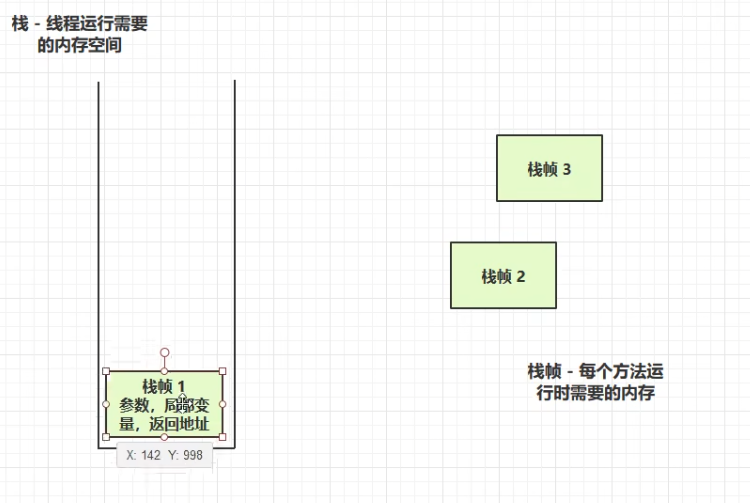 栈 - 线程运行需要
的内存空间
栈帧 3
栈帧 2
栈帧 - 每个方法运
行时需要的内存
栈帧 1
参数，局部变
量，返回地址
X: 142 Y: 998